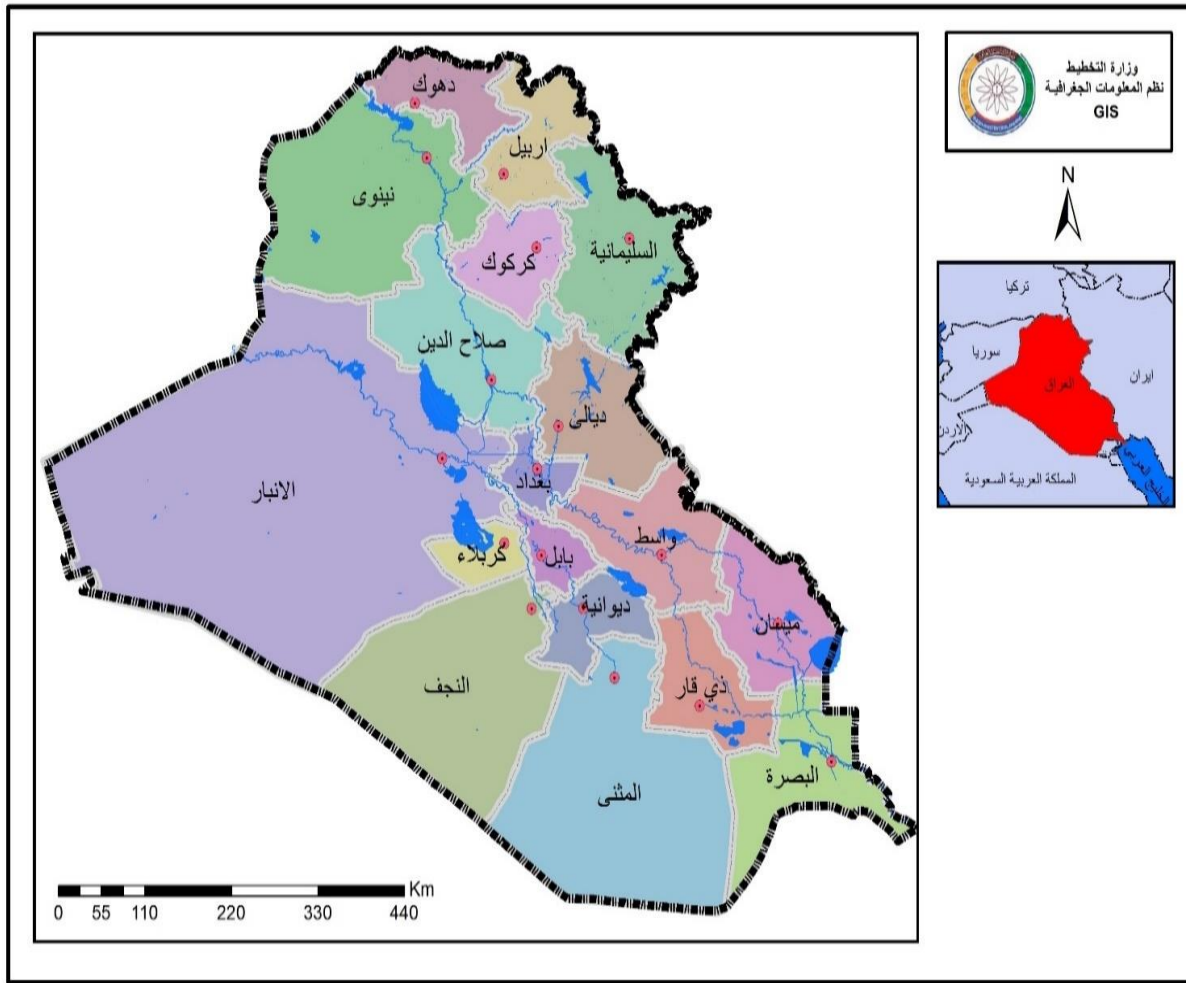 وزارة التخطيط
نظم المعلومات الجغرافية
GIS
N
دهوك
اربيل
نينوى
السليمانية
كركوك
صلاح الدين
ديالى
بغداد
الانبار
واسط
كربلاء
بابل
ديوانية
ميسان
النجف
ذي قار
المثنى
البصرة
Km
0 55 110 220 330 440
تركيا
سوريا
ايران
العراق
الاردن
الخليج العربي
المملكة العربية السعودية